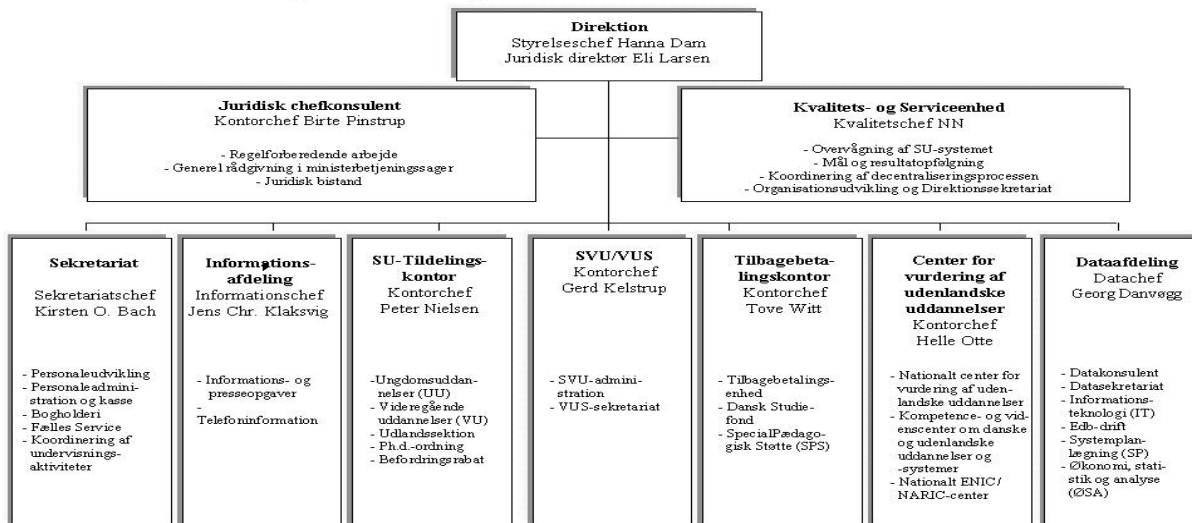 Direktion
Styrelseschef Hanna Dam
Juridisk direktør Eli Larsen
Juridisk chefkonsulent
Kontorchef Birte Pinstrup
- Regelforberedende arbejde
- Generel rådgivning i ministerbetjeningssager
- Juridisk bistand
Kvalitets- og Serviceenhed
Kvalitetschef NN
- Overvågning af SU-systemet
- Mål og resultatopfølgning
- Koordinering af decentraliseringsprocessen
- Organisationsudvikling og Direktionssekretariat
Sekretariat
Sekretariatschef
Kirsten O. Bach
- Personaleudvikling
- Personaleadmini-
stration og kasse
- Bogholderi
- Fælles Service
- Koordinering af
undervisnings-
aktiviteter
Informations-
afdeling
Informationschef
Jens Chr. Klaksvig
- Informations- og
presseopgaver
-
Telefoninformation
SU-Tildelings-
kontor
Kontorchef
Peter Nielsen
-Ungdomsuddan-
nelser (UU)
- Videregående
uddannelser (VU)
- Udlandssektion
- Ph.d.-ordning
- Befordringsrabat
SVU/VUS
Kontorchef
Gerd Kelstrup
- SVU-admini-
stration
- VUS-sekretariat
Tilbagebeta-
lingskontor
Kontorchef
Tove Witt
- Tilbagebetalings-
enhed
- Dansk Studie-
fond
- SpecialPædago-
gisk Støtte (SPS)
Center for
vurdering af
udenlandske
uddannelser
Kontorchef
Helle Otte
- Nationalt center for
vurdering af uden-
landske uddannelser
- Kompetence- og vid-
enscenter om danske
og udenlandske
uddannelser og
-systemer
- Nationalt ENIC/
NARIC-center
Dataafdeling
Datachef
Georg Danvøgg
- Datakonsulent
- Datasekretariat
- Informations-
teknologi (IT)
- Edb-drift
- Systemplan-
lægning (SP)
- Økonomi, stati-
stik og analyse
(ØSA)